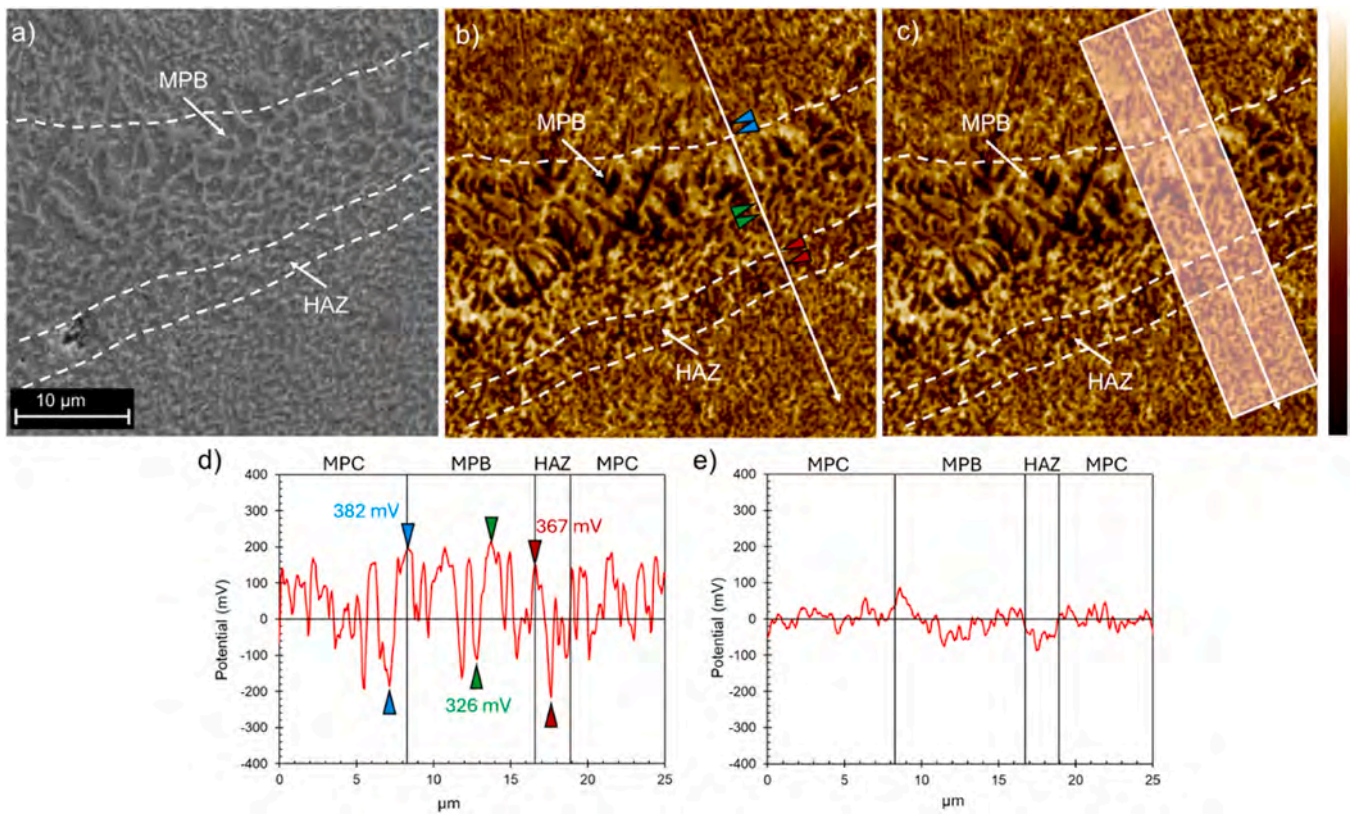 a)
MPB
HAZ
10 µm
b)
MPB
HAZ
c)
MPB
HAZ
d)
MPC MPB HAZ MPC
400
300
200
100
0
-100
-200
-300
-400
Potential (mV)
382 mV
326 mV
367 mV
0 5 10 15 20 25
µm
e)
MPC MPB HAZ MPC
400
300
200
100
0
-100
-200
-300
-400
Potential (mV)
0 5 10 15 20 25
µm